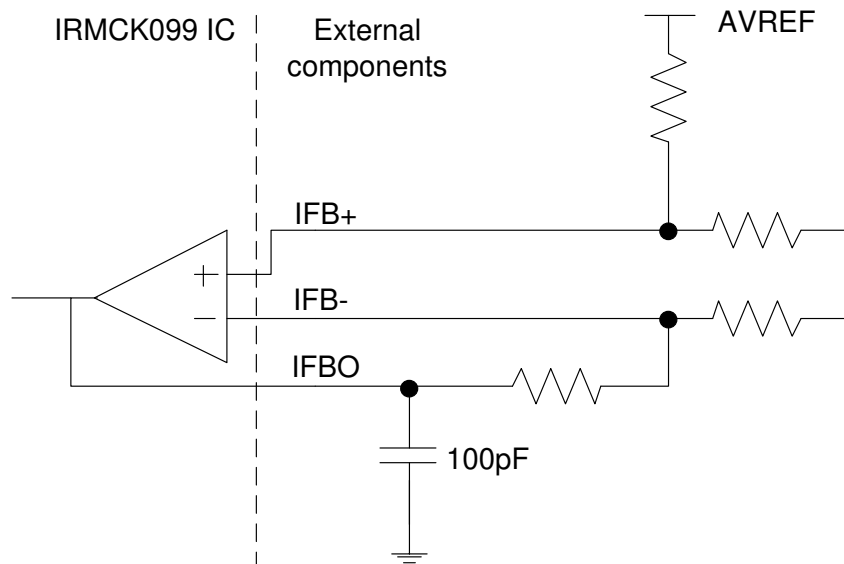 IRMCK099 IC
External
components
AVREF
IFB+
+
IFB-
−
IFBO
100pF